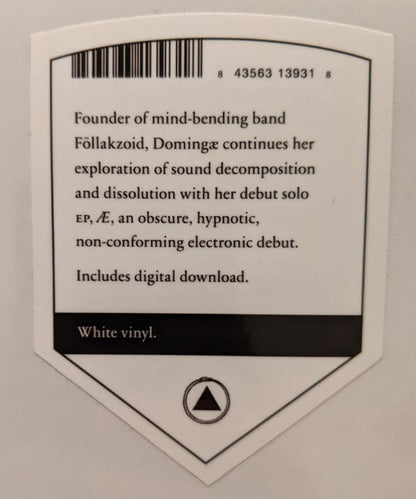 8 43563 13931 8
Founder of mind-bending band
Föllakzoid, Domingæ continues her
exploration of sound decomposition
and dissolution with her debut solo
EP, Æ, an obscure, hypnotic,
non-conforming electronic debut.
Includes digital download.
White vinyl.